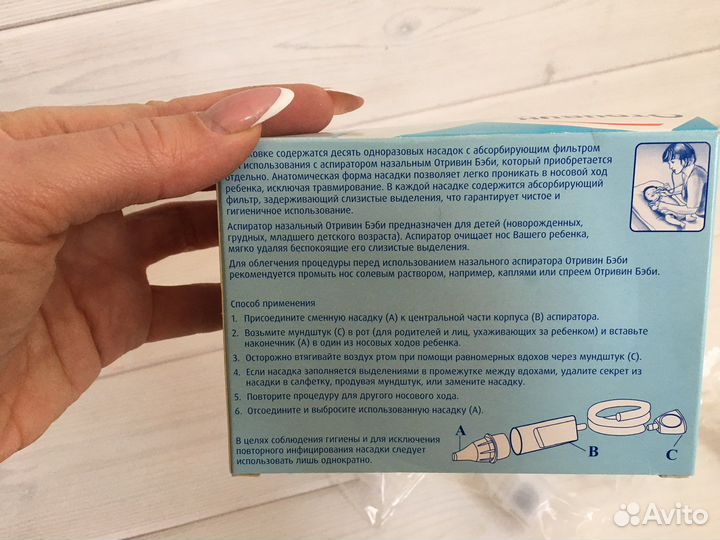 Отривин
содержатся десять одноразовых насадок с абсорбирующим фильтром
использования с аспиратором назальным Отривин Бэби, который приобретается
отдельно. Анатомическая форма насадки позволяет легко проникать в носовой ход
ребенка, исключая травмирование. В каждой насадке содержится абсорбирующий
фильтр, задерживающий слизистые выделения, что гарантирует чистое и
гигиеничное использование.
Аспиратор назальный Отривин Бэби предназначен для детей (новорожденных,
грудных, младшего детского возраста). Аспиратор очищает нос Вашего ребенка,
мягко удаляя беспокоящие его слизистые выделения.
Для облегчения процедуры перед использованием назального аспиратора Отривин Бэби
рекомендуется промыть нос солевым раствором, например, каплями или спреем Отривин Бэби.
Способ применения
1. Присоедините сменную насадку (А) к центральной части корпуса (В) аспиратора.
2. Возьмите мундштук (С) в рот (для родителей и лиц, ухаживающих за ребенком) и вставьте
наконечник (А) в один из носовых ходов ребенка.
3. Осторожно втягивайте воздух ртом при помощи равномерных вдохов через мундштук (С).
4. Если насадка заполняется выделениями в промежутке между вдохами, удалите секрет из
насадки в салфетку, продувая мундштук, или замените насадку.
5. Повторите процедуру для другого носового хода.
6. Отсоедините и выбросите использованную насадку (А).
В целях соблюдения гигиены и для исключения
повторного инфицирования насадки следует
использовать лишь однократно.
A
B
C
Avito